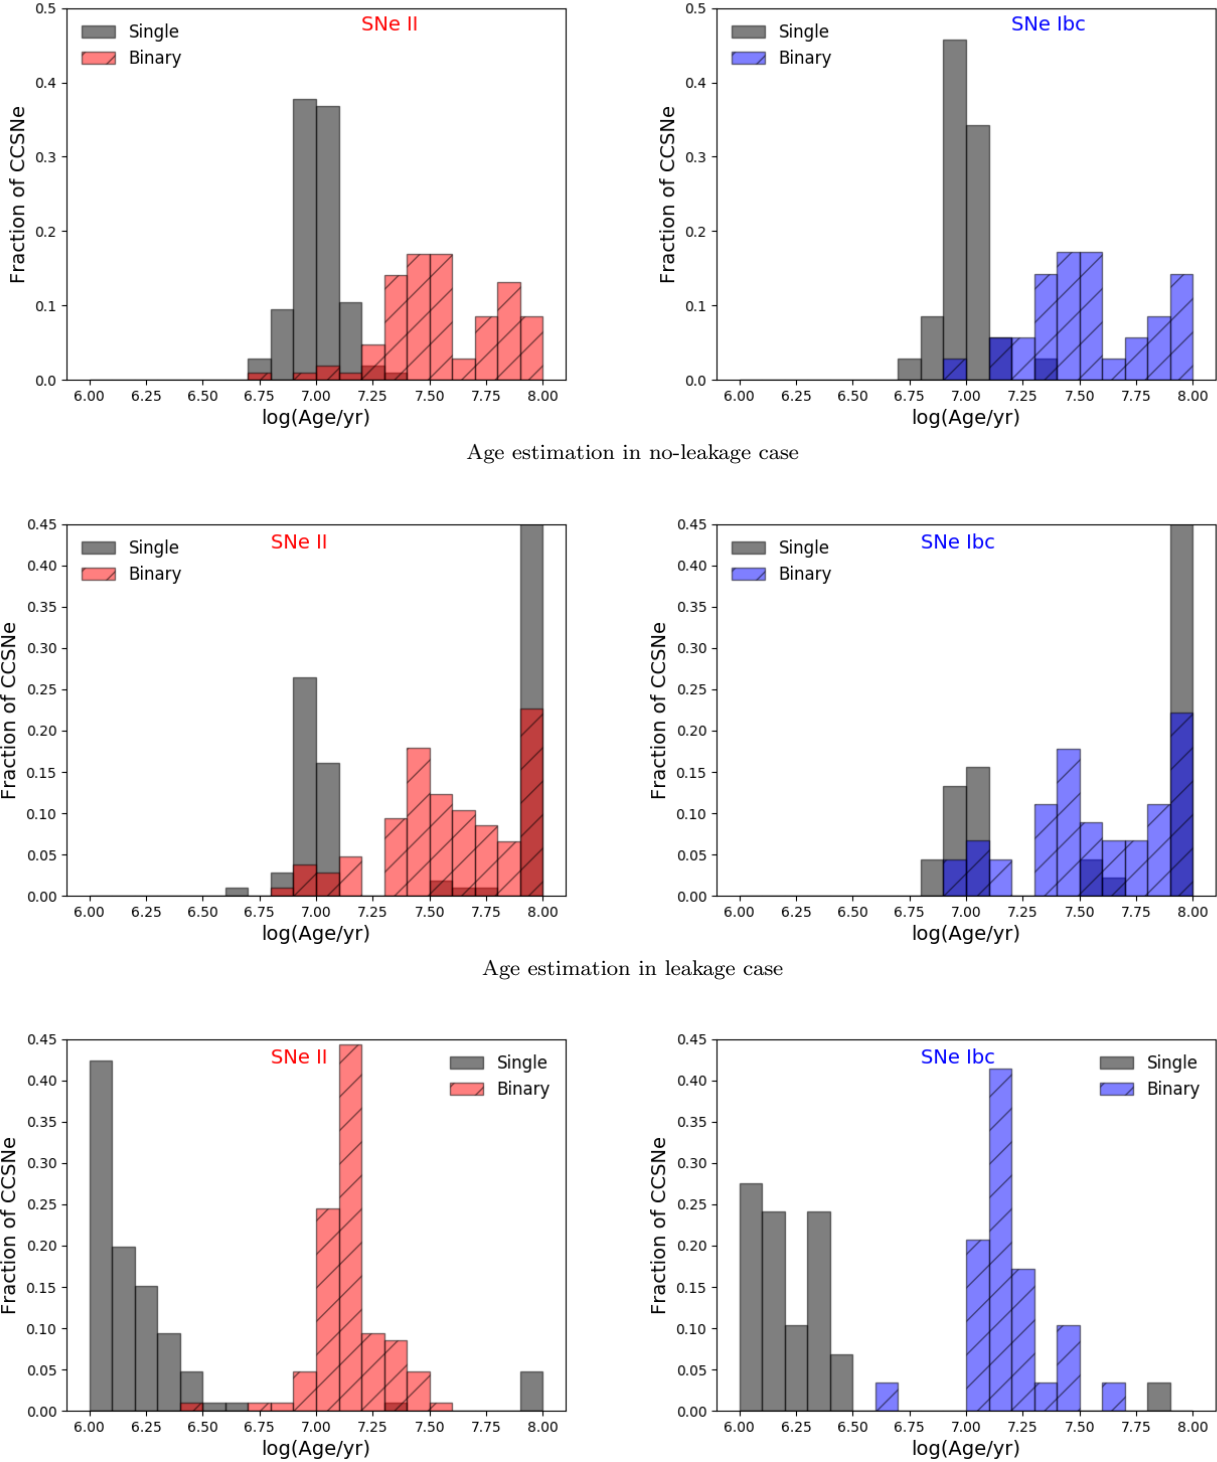 SNe II
Single
Binary
0.5
0.4
0.3
0.2
0.1
0.0
Fraction of CCSNe
6.00 6.25 6.50 6.75 7.00 7.25 7.50 7.75 8.00
log(Age/yr)
SNe Ibc
Single
Binary
0.5
0.4
0.3
0.2
0.1
0.0
Fraction of CCSNe
6.00 6.25 6.50 6.75 7.00 7.25 7.50 7.75 8.00
log(Age/yr)
Age estimation in no-leakage case
SNe II
Single
Binary
0.45
0.40
0.35
0.30
0.25
0.20
0.15
0.10
0.05
0.00
Fraction of CCSNe
6.00 6.25 6.50 6.75 7.00 7.25 7.50 7.75 8.00
log(Age/yr)
SNe Ibc
Single
Binary
0.45
0.40
0.35
0.30
0.25
0.20
0.15
0.10
0.05
0.00
Fraction of CCSNe
6.00 6.25 6.50 6.75 7.00 7.25 7.50 7.75 8.00
log(Age/yr)
Age estimation in leakage case
SNe II
Single
Binary
0.45
0.40
0.35
0.30
0.25
0.20
0.15
0.10
0.05
0.00
Fraction of CCSNe
6.00 6.25 6.50 6.75 7.00 7.25 7.50 7.75 8.00
log(Age/yr)
SNe Ibc
Single
Binary
0.45
0.40
0.35
0.30
0.25
0.20
0.15
0.10
0.05
0.00
Fraction of CCSNe
6.00 6.25 6.50 6.75 7.00 7.25 7.50 7.75 8.00
log(Age/yr)